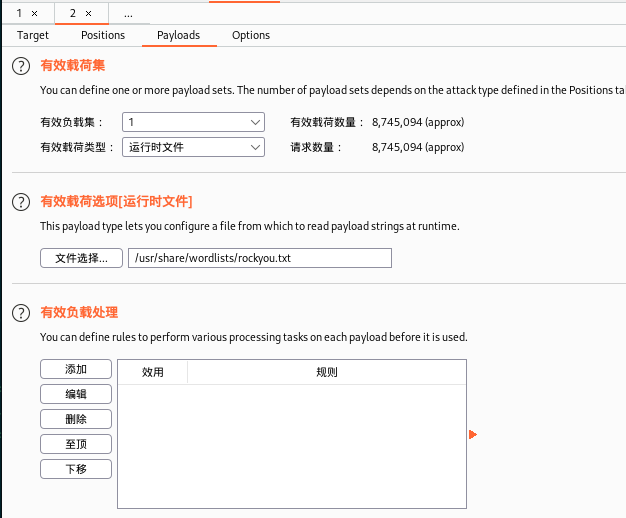 1 × 2 × ...
Target Positions Payloads Options
? 有效载荷集
You can define one or more payload sets. The number of payload sets depends on the attack type defined in the Positions ta
有效负载集： 1 有效载荷数量： 8,745,094 (approx)
有效载荷类型： 运行时文件 请求数量： 8,745,094 (approx)
? 有效载荷选项[运行时文件]
This payload type lets you configure a file from which to read payload strings at runtime.
文件选择... /usr/share/wordlists/rockyou.txt
? 有效负载处理
You can define rules to perform various processing tasks on each payload before it is used.
添加 效用 规则
编辑
删除
至顶
下移